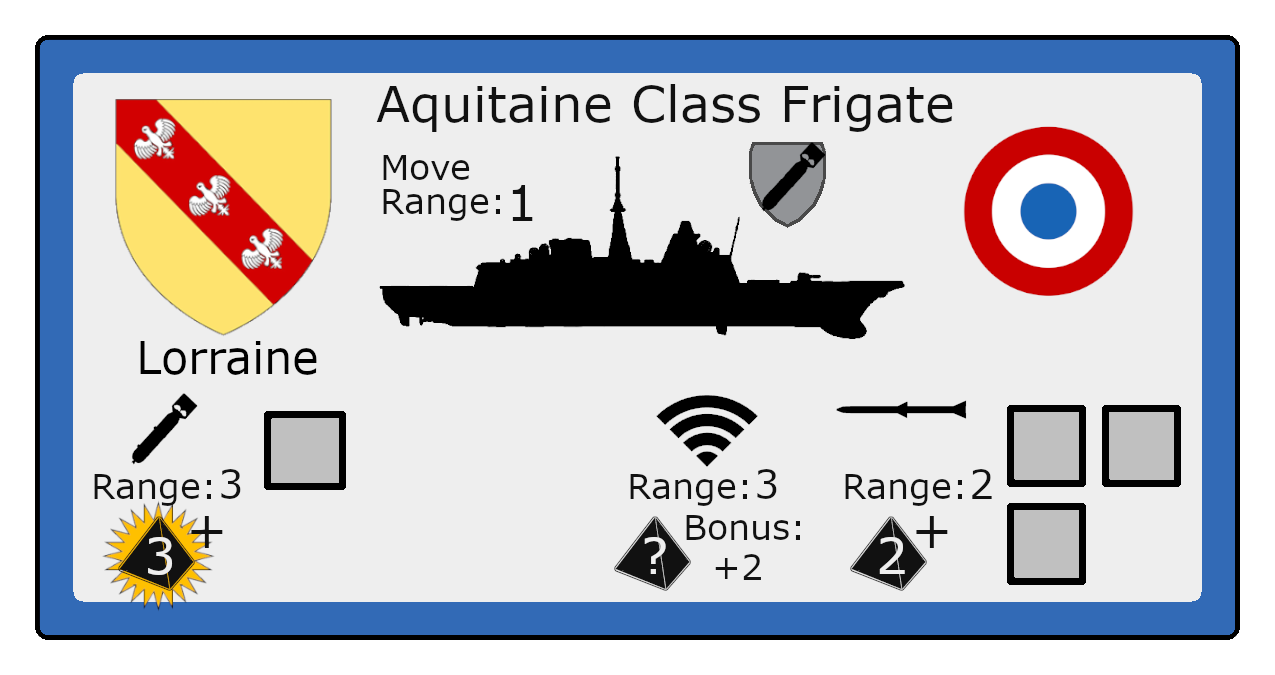 Aquitaine Class Frigate
Move
Range: 1
Lorraine
Range: 3
3 +
Range: 3
? Bonus:
+2
Range: 2
2 +